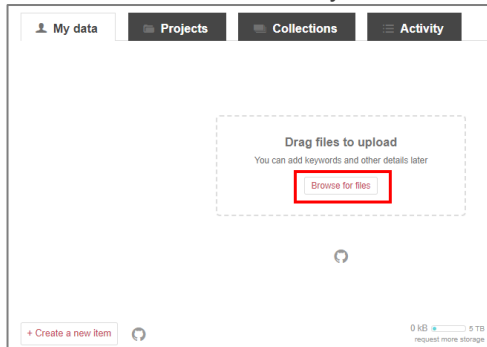 My data
Projects
Collections
Activity
Drag files to upload
You can add keywords and other details later
Browse for files
+ Create a new item
0 kB
5 TB
request more storage